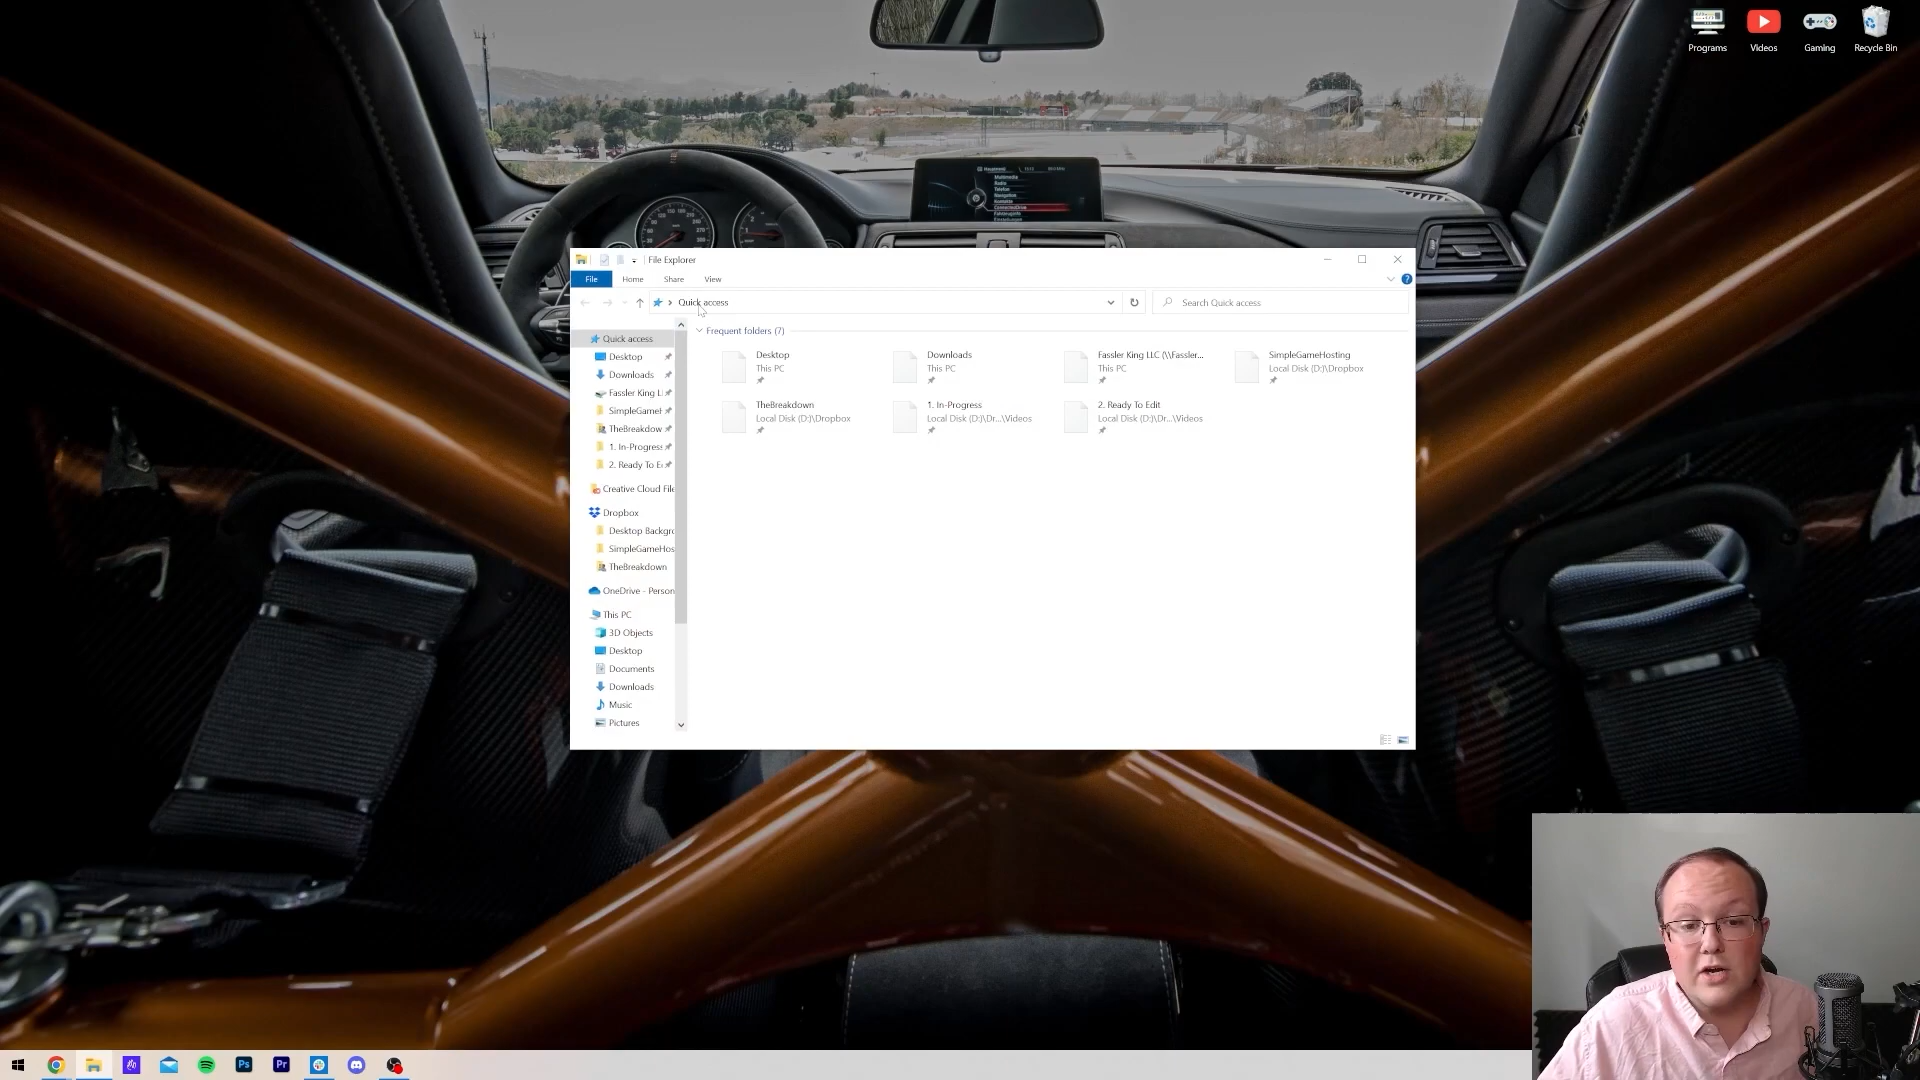 Programs
Videos
Gaming
Recycle Bin
File Explorer
File
Home
Share
View
Quick access
Search Quick access
Quick access
Desktop
Downloads
Fassler King L
SimpleGameH
TheBreakdow
1. In-Progress
2. Ready To E
Creative Cloud File
Dropbox
Desktop Backgro
SimpleGameHos
TheBreakdown
OneDrive - Person
This PC
3D Objects
Desktop
Documents
Downloads
Music
Pictures
Frequent folders (7)
Desktop
This PC
Downloads
This PC
Fassler King LLC (\\Fassler...
This PC
SimpleGameHosting
Local Disk (D:)\Dropbox
TheBreakdown
Local Disk (D:)\Dropbox
1. In-Progress
Local Disk (D:)\Dr...\Videos
2. Ready To Edit
Local Disk (D:)\Dr...\Videos
Ps
Pr